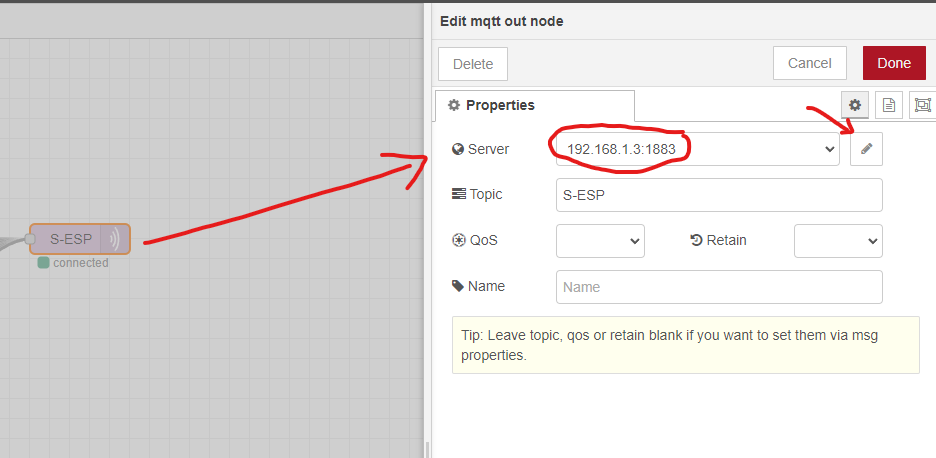 Edit mqtt out node
Delete
Cancel
Done
Properties
Server
192.168.1.3:1883
Topic
S-ESP
QoS
Retain
Name
Name
Tip: Leave topic, qos or retain blank if you want to set them via msg
properties.
S-ESP
connected